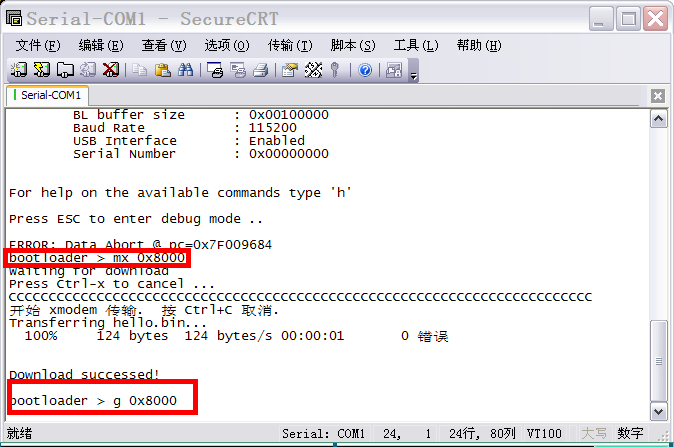 Serial-COM1 - SecureCRT
文件(F) 编辑(E) 查看(V) 选项(O) 传输(T) 脚本(S) 工具(L) 帮助(H)
Serial-COM1
BL buffer size : 0x00100000
Baud Rate : 115200
USB Interface : Enabled
Serial Number : 0x00000000
For help on the available commands type 'h'
Press ESC to enter debug mode ..
ERROR: Data Abort @ pc=0x7F009684
bootloader > mx 0x8000
Waiting for download
Press Ctrl-x to cancel ...
CCCCCCCCCCCCCCCCCCCCCCCCCCCCCCCCCCCCCCCCCCCCCCCCCCCCCCCCCCCCCCCCCCCCCCCCC
开始 xmodem 传输. 按 Ctrl+C 取消.
Transferring hello.bin...
100% 124 bytes 124 bytes/s 00:00:01 0 错误
Download successed!
bootloader > g 0x8000
就绪 Serial: COM1 24, 1 24行, 80列 VT100 大写 数字